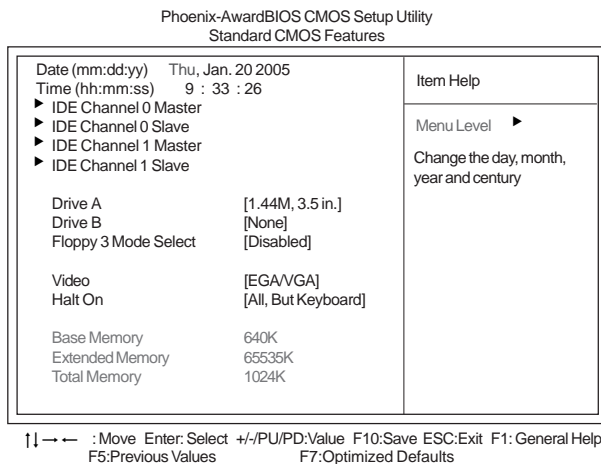 Phoenix-AwardBIOS CMOS Setup Utility
Standard CMOS Features
Date (mm:dd:yy) Thu, Jan. 20 2005
Time (hh:mm:ss) 9 : 33 : 26
IDE Channel 0 Master
IDE Channel 0 Slave
IDE Channel 1 Master
IDE Channel 1 Slave
Drive A [1.44M, 3.5 in.]
Drive B [None]
Floppy 3 Mode Select [Disabled]
Video [EGA/VGA]
Halt On [All, But Keyboard]
Base Memory 640K
Extended Memory 65535K
Total Memory 1024K
Item Help
Menu Level
Change the day, month,
year and century
↑↓→← : Move Enter: Select +/-/PU/PD:Value F10:Save ESC:Exit F1: General Help
F5:Previous Values F7:Optimized Defaults